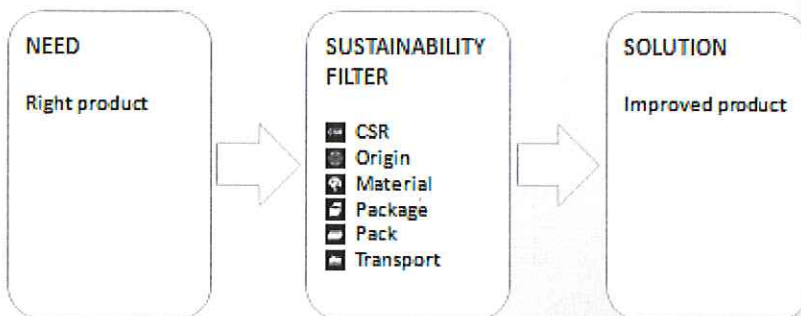 NEED
Right product
SUSTAINABILITY
FILTER
CSR
Origin
Material
Package
Pack
Transport
SOLUTION
Improved product